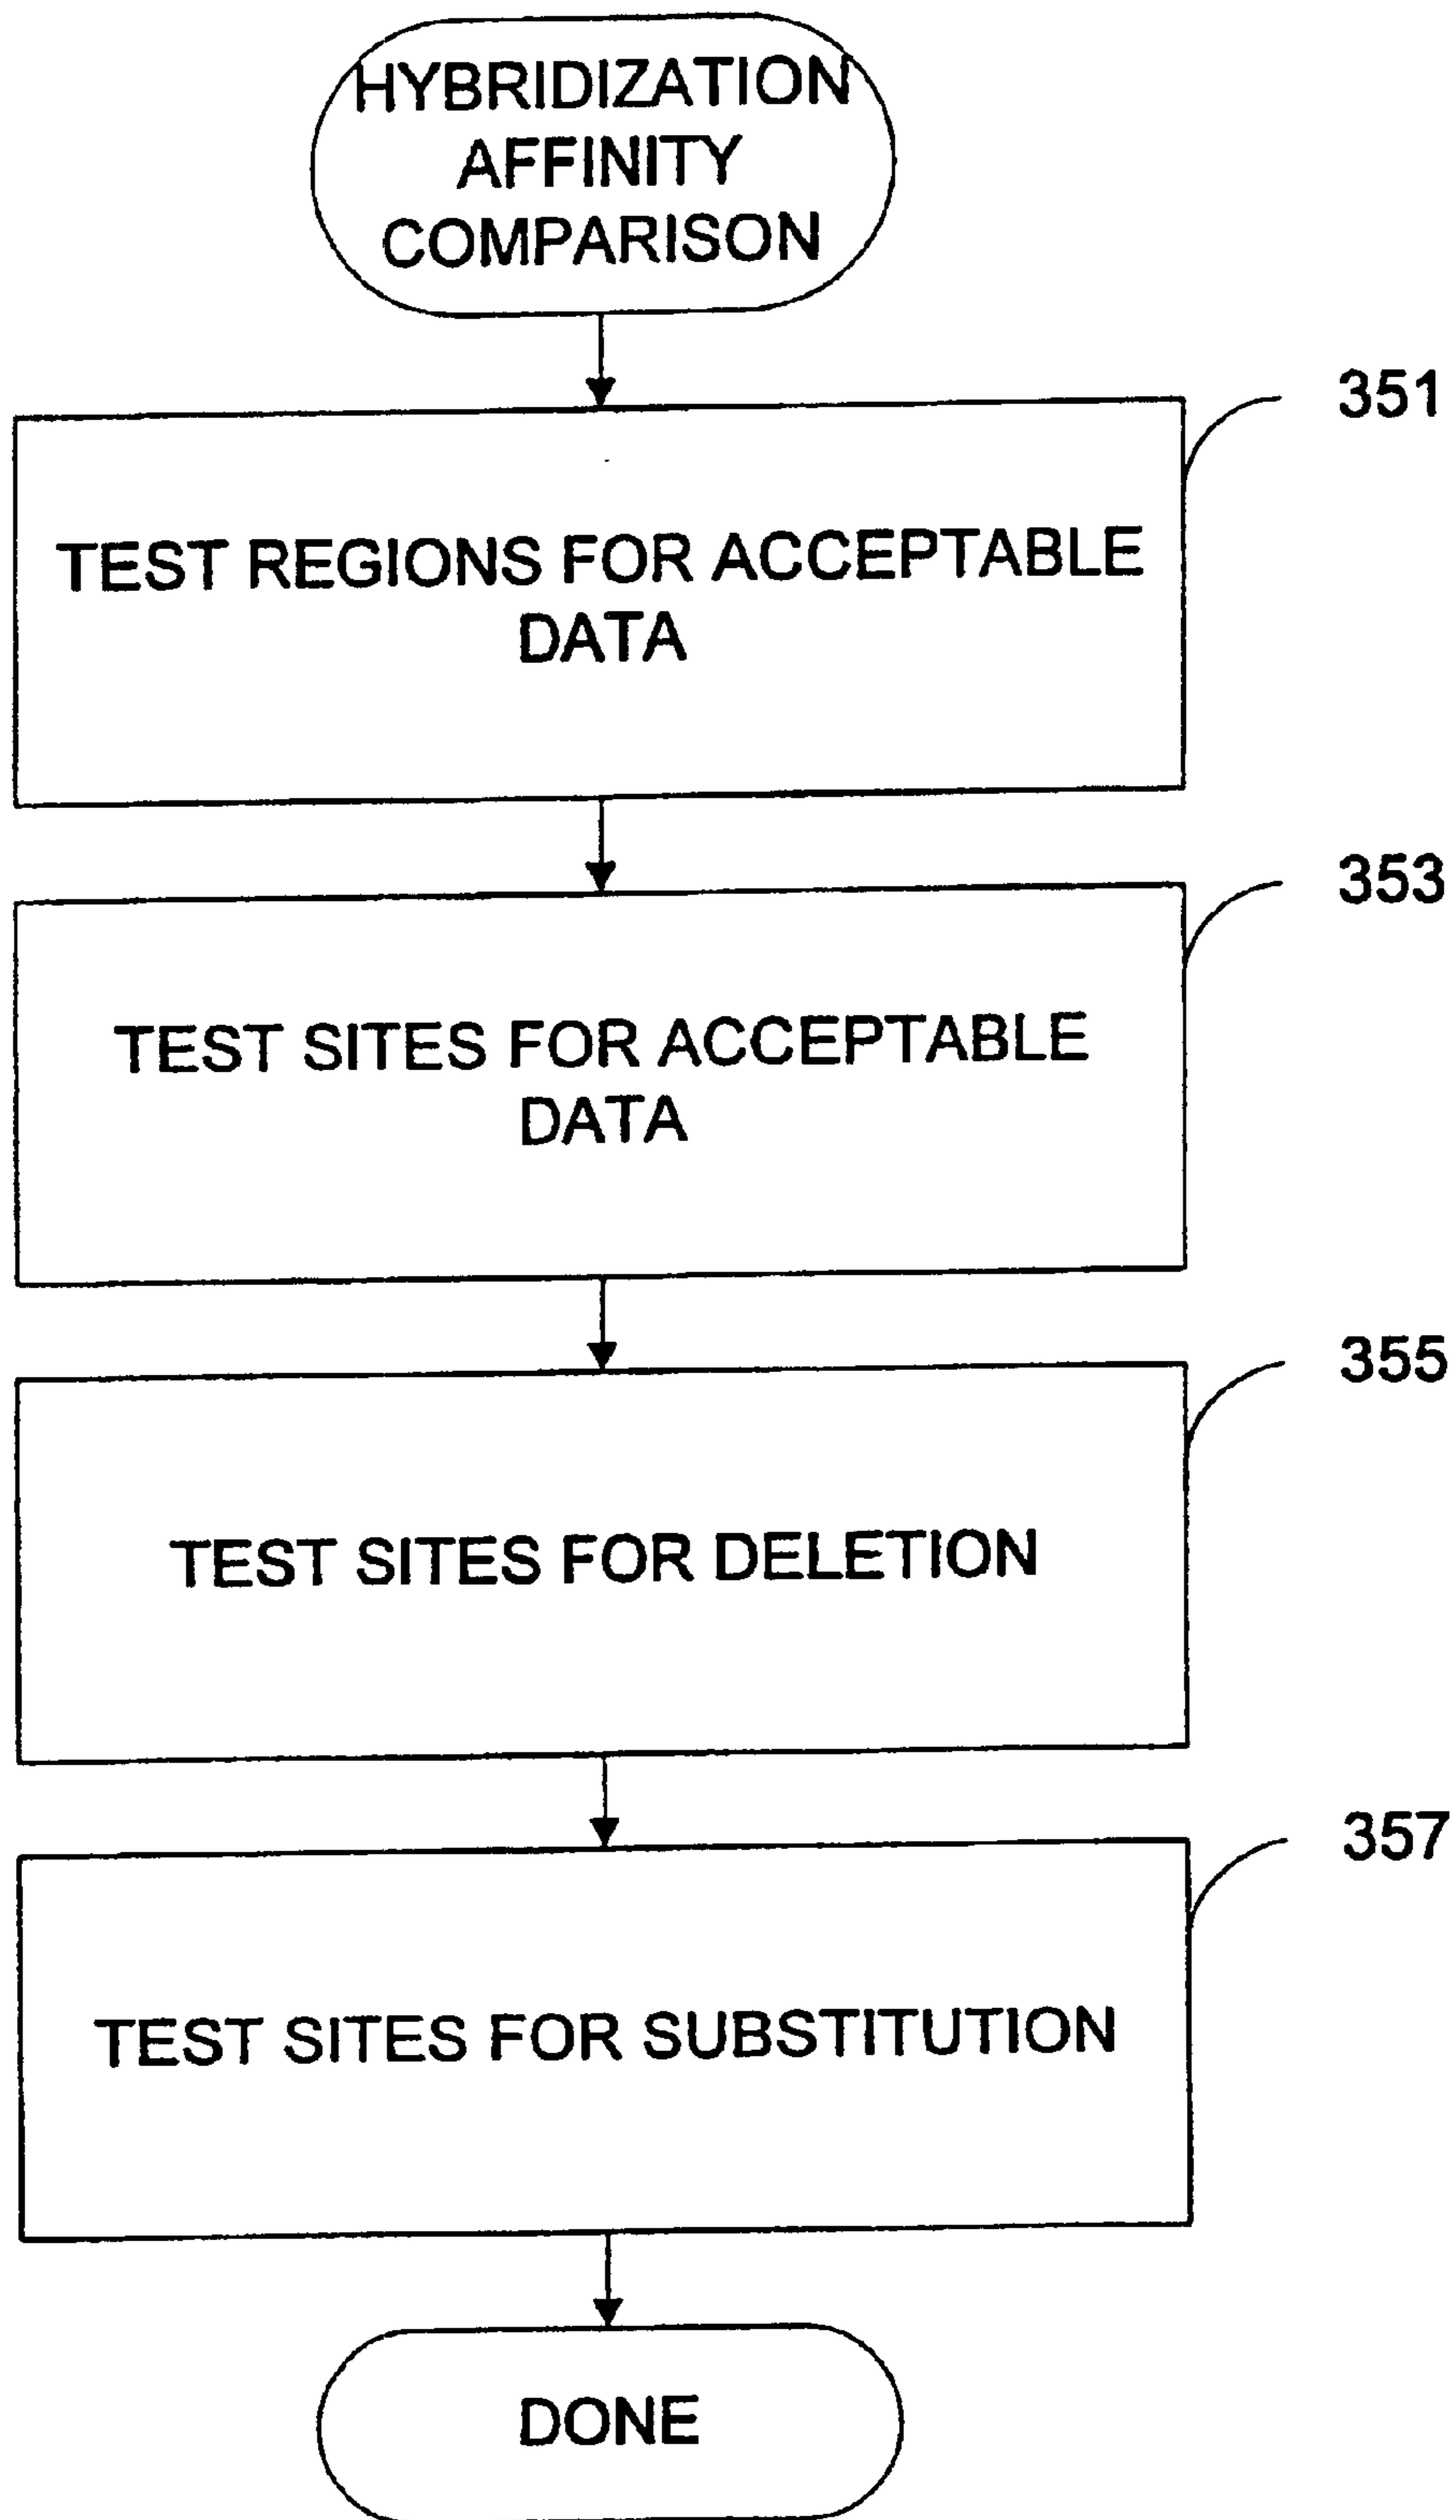 HYBRIDIZATION
AFFINITY
COMPARISON
351
TEST REGIONS FOR ACCEPTABLE
DATA
353
TEST SITES FOR ACCEPTABLE
DATA
355
TEST SITES FOR DELETION
357
TEST SITES FOR SUBSTITUTION
DONE